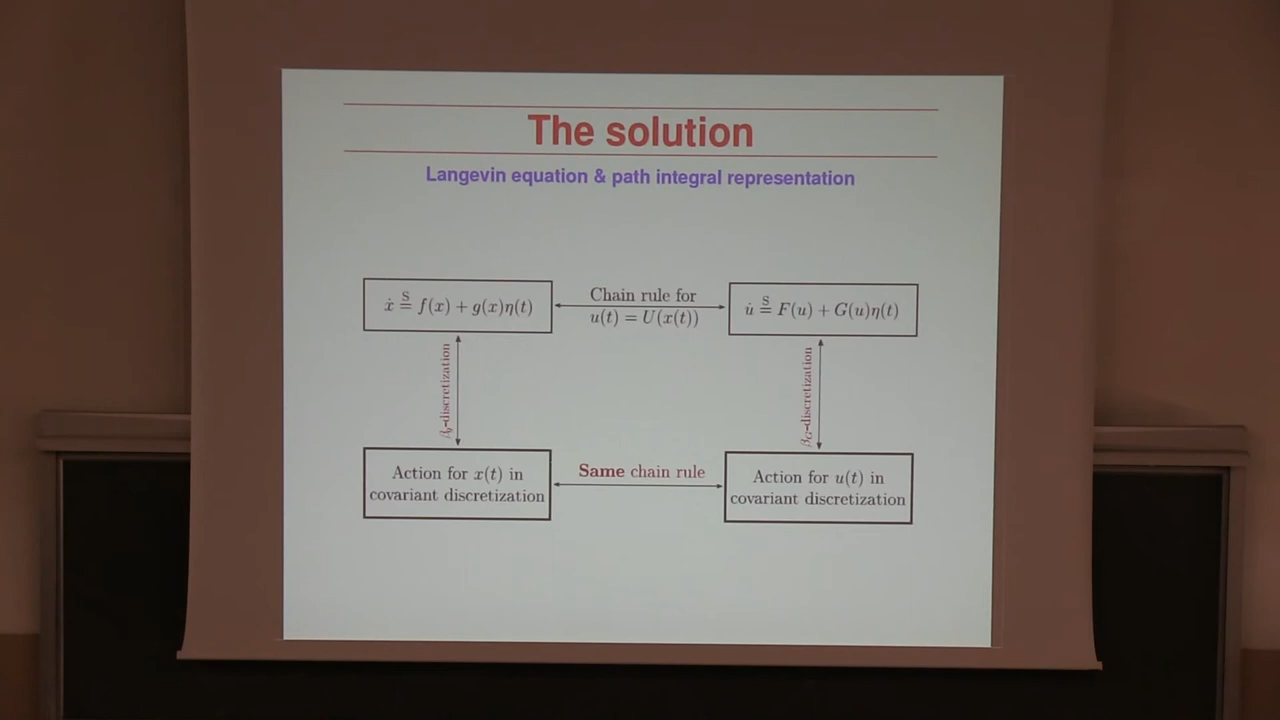 The solution
Langevin equation & path integral representation
ẋ S= f(x) + g(x)η(t)
Chain rule for
u(t) = U(x(t))
u̇ S= F(u) + G(u)η(t)
β_g-discretization
β_G-discretization
Action for x(t) in
covariant discretization
Same chain rule
Action for u(t) in
covariant discretization